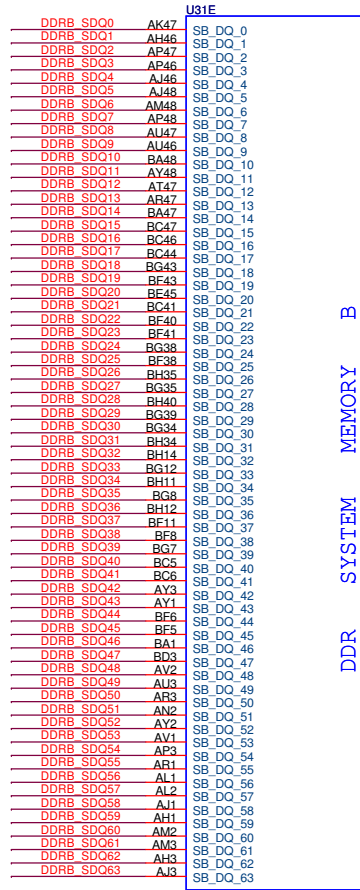 U31E
DDRB_SDQ0 AK47 SB_DQ_0
DDRB_SDQ1 AH46 SB_DQ_1
DDRB_SDQ2 AP47 SB_DQ_2
DDRB_SDQ3 AP46 SB_DQ_3
DDRB_SDQ4 AJ46 SB_DQ_4
DDRB_SDQ5 AJ48 SB_DQ_5
DDRB_SDQ6 AM48 SB_DQ_6
DDRB_SDQ7 AP48 SB_DQ_7
DDRB_SDQ8 AU47 SB_DQ_8
DDRB_SDQ9 AU46 SB_DQ_9
DDRB_SDQ10 BA48 SB_DQ_10
DDRB_SDQ11 AY48 SB_DQ_11
DDRB_SDQ12 AT47 SB_DQ_12
DDRB_SDQ13 AR47 SB_DQ_13
DDRB_SDQ14 BA47 SB_DQ_14
DDRB_SDQ15 BC47 SB_DQ_15
DDRB_SDQ16 BC46 SB_DQ_16
DDRB_SDQ17 BC44 SB_DQ_17
DDRB_SDQ18 BG43 SB_DQ_18
DDRB_SDQ19 BF43 SB_DQ_19
DDRB_SDQ20 BE45 SB_DQ_20
DDRB_SDQ21 BC41 SB_DQ_21
DDRB_SDQ22 BF40 SB_DQ_22
DDRB_SDQ23 BF41 SB_DQ_23
DDRB_SDQ24 BG38 SB_DQ_24
DDRB_SDQ25 BF38 SB_DQ_25
DDRB_SDQ26 BH35 SB_DQ_26
DDRB_SDQ27 BG35 SB_DQ_27
DDRB_SDQ28 BH40 SB_DQ_28
DDRB_SDQ29 BG39 SB_DQ_29
DDRB_SDQ30 BG34 SB_DQ_30
DDRB_SDQ31 BH34 SB_DQ_31
DDRB_SDQ32 BH14 SB_DQ_32
DDRB_SDQ33 BG12 SB_DQ_33
DDRB_SDQ34 BH11 SB_DQ_34
DDRB_SDQ35 BG8 SB_DQ_35
DDRB_SDQ36 BH12 SB_DQ_36
DDRB_SDQ37 BF11 SB_DQ_37
DDRB_SDQ38 BF8 SB_DQ_38
DDRB_SDQ39 BG7 SB_DQ_39
DDRB_SDQ40 BC5 SB_DQ_40
DDRB_SDQ41 BC6 SB_DQ_41
DDRB_SDQ42 AY3 SB_DQ_42
DDRB_SDQ43 AY1 SB_DQ_43
DDRB_SDQ44 BF6 SB_DQ_44
DDRB_SDQ45 BF5 SB_DQ_45
DDRB_SDQ46 BA1 SB_DQ_46
DDRB_SDQ47 BD3 SB_DQ_47
DDRB_SDQ48 AV2 SB_DQ_48
DDRB_SDQ49 AU3 SB_DQ_49
DDRB_SDQ50 AR3 SB_DQ_50
DDRB_SDQ51 AN2 SB_DQ_51
DDRB_SDQ52 AY2 SB_DQ_52
DDRB_SDQ53 AV1 SB_DQ_53
DDRB_SDQ54 AP3 SB_DQ_54
DDRB_SDQ55 AR1 SB_DQ_55
DDRB_SDQ56 AL1 SB_DQ_56
DDRB_SDQ57 AL2 SB_DQ_57
DDRB_SDQ58 AJ1 SB_DQ_58
DDRB_SDQ59 AH1 SB_DQ_59
DDRB_SDQ60 AM2 SB_DQ_60
DDRB_SDQ61 AM3 SB_DQ_61
DDRB_SDQ62 AH3 SB_DQ_62
DDRB_SDQ63 AJ3 SB_DQ_63
DDR SYSTEM MEMORY B